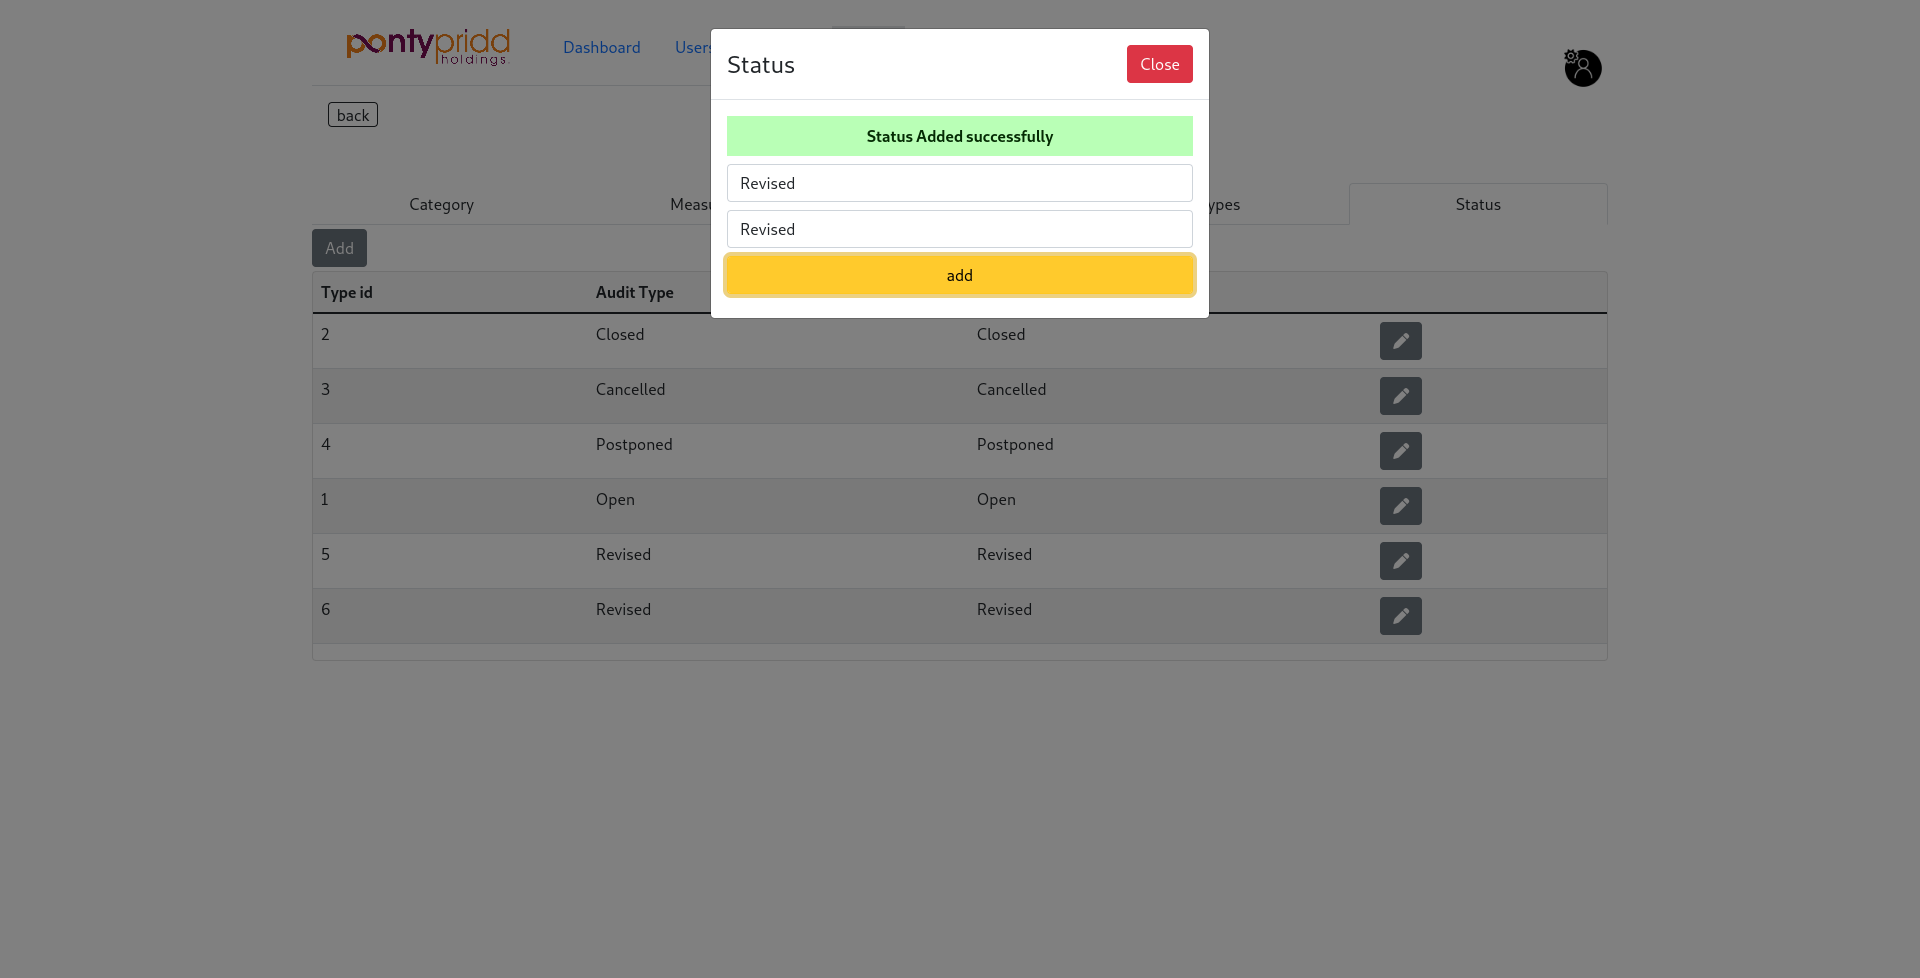 pontypridd
holdings
Dashboard
Users
Status
Close
back
Status Added successfully
Revised
Revised
add
Category
Status
Add
Type id
Audit Type
2
Closed
Closed
3
Cancelled
Cancelled
4
Postponed
Postponed
1
Open
Open
5
Revised
Revised
6
Revised
Revised